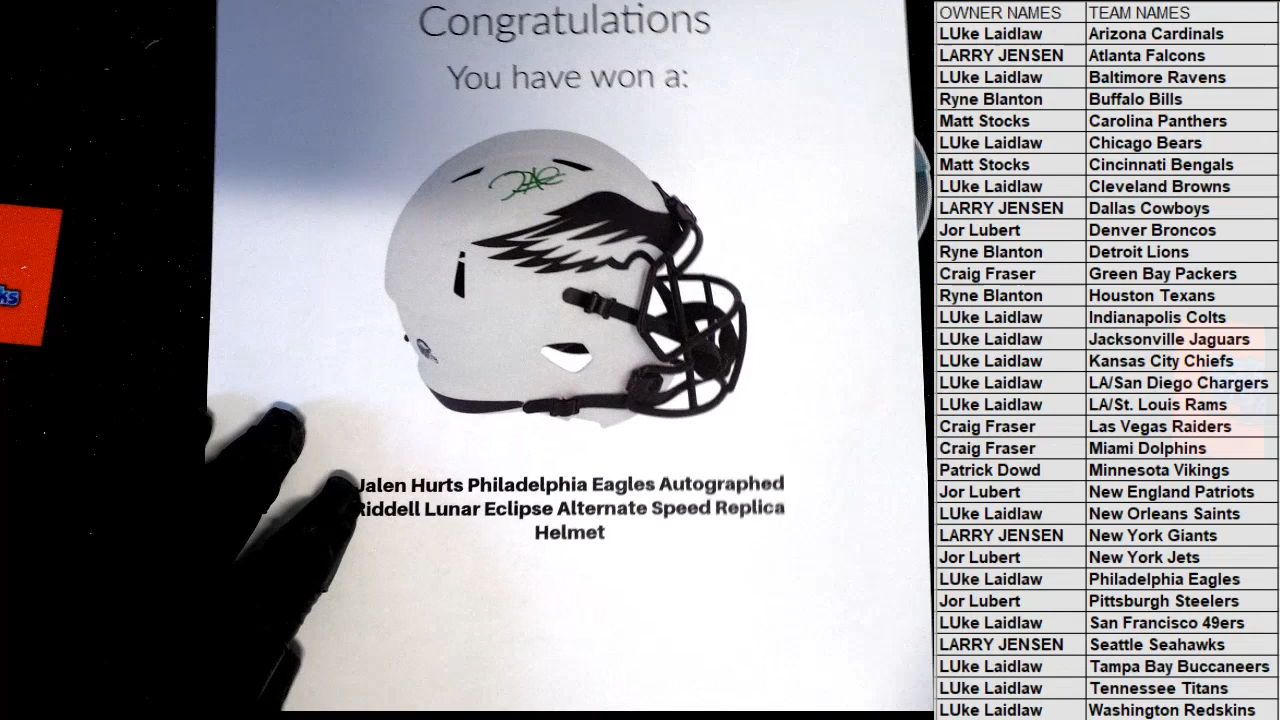 Congratulations
You have won a:
Jalen Hurts Philadelphia Eagles Autographed
Riddell Lunar Eclipse Alternate Speed Replica
Helmet
OWNER NAMES TEAM NAMES
LUke Laidlaw Arizona Cardinals
LARRY JENSEN Atlanta Falcons
LUke Laidlaw Baltimore Ravens
Ryne Blanton Buffalo Bills
Matt Stocks Carolina Panthers
LUke Laidlaw Chicago Bears
Matt Stocks Cincinnati Bengals
LUke Laidlaw Cleveland Browns
LARRY JENSEN Dallas Cowboys
Jor Lubert Denver Broncos
Ryne Blanton Detroit Lions
Craig Fraser Green Bay Packers
Ryne Blanton Houston Texans
LUke Laidlaw Indianapolis Colts
LUke Laidlaw Jacksonville Jaguars
LUke Laidlaw Kansas City Chiefs
LUke Laidlaw LA/San Diego Chargers
LUke Laidlaw LA/St. Louis Rams
Craig Fraser Las Vegas Raiders
Craig Fraser Miami Dolphins
Patrick Dowd Minnesota Vikings
Jor Lubert New England Patriots
LUke Laidlaw New Orleans Saints
LARRY JENSEN New York Giants
Jor Lubert New York Jets
LUke Laidlaw Philadelphia Eagles
Jor Lubert Pittsburgh Steelers
LUke Laidlaw San Francisco 49ers
LARRY JENSEN Seattle Seahawks
LUke Laidlaw Tampa Bay Buccaneers
LUke Laidlaw Tennessee Titans
LUke Laidlaw Washington Redskins